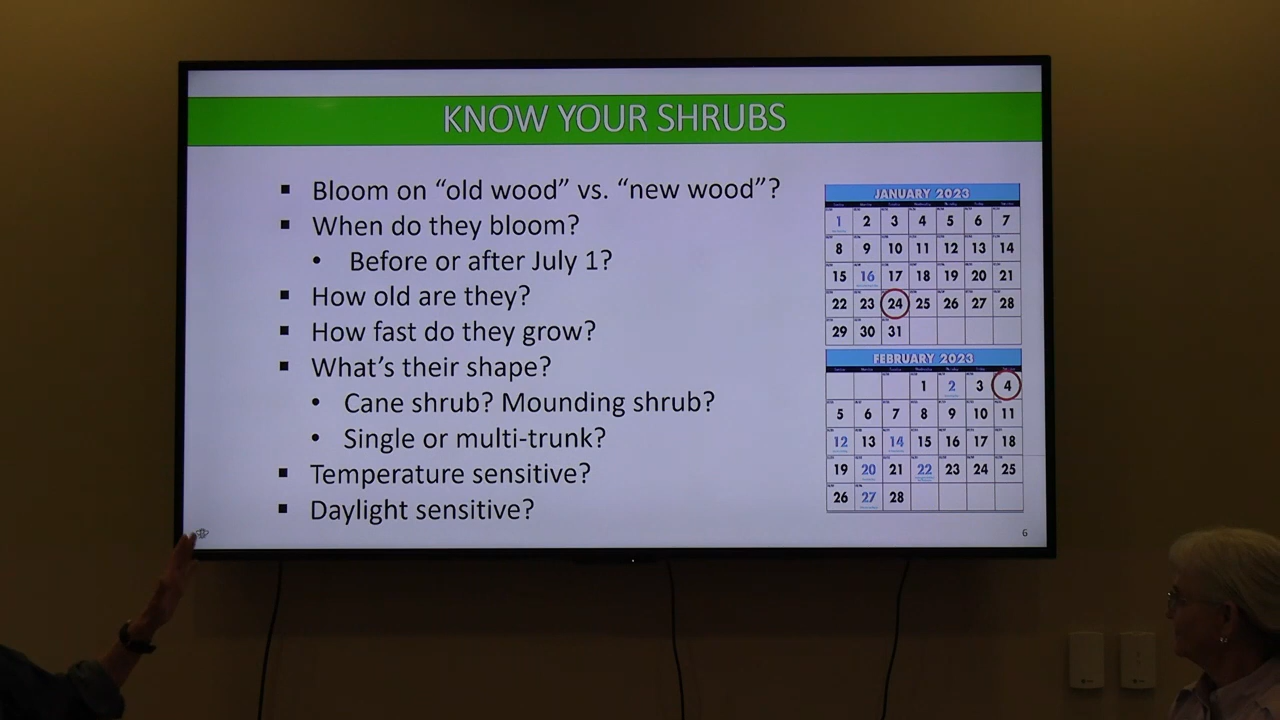 KNOW YOUR SHRUBS
▪ Bloom on “old wood” vs. “new wood”?
▪ When do they bloom?
• Before or after July 1?
▪ How old are they?
▪ How fast do they grow?
▪ What’s their shape?
• Cane shrub? Mounding shrub?
• Single or multi-trunk?
▪ Temperature sensitive?
▪ Daylight sensitive?
JANUARY 2023
1 2 3 4 5 6 7
8 9 10 11 12 13 14
15 16 17 18 19 20 21
22 23 24 25 26 27 28
29 30 31
FEBRUARY 2023
1 2 3 4
5 6 7 8 9 10 11
12 13 14 15 16 17 18
19 20 21 22 23 24 25
26 27 28
6